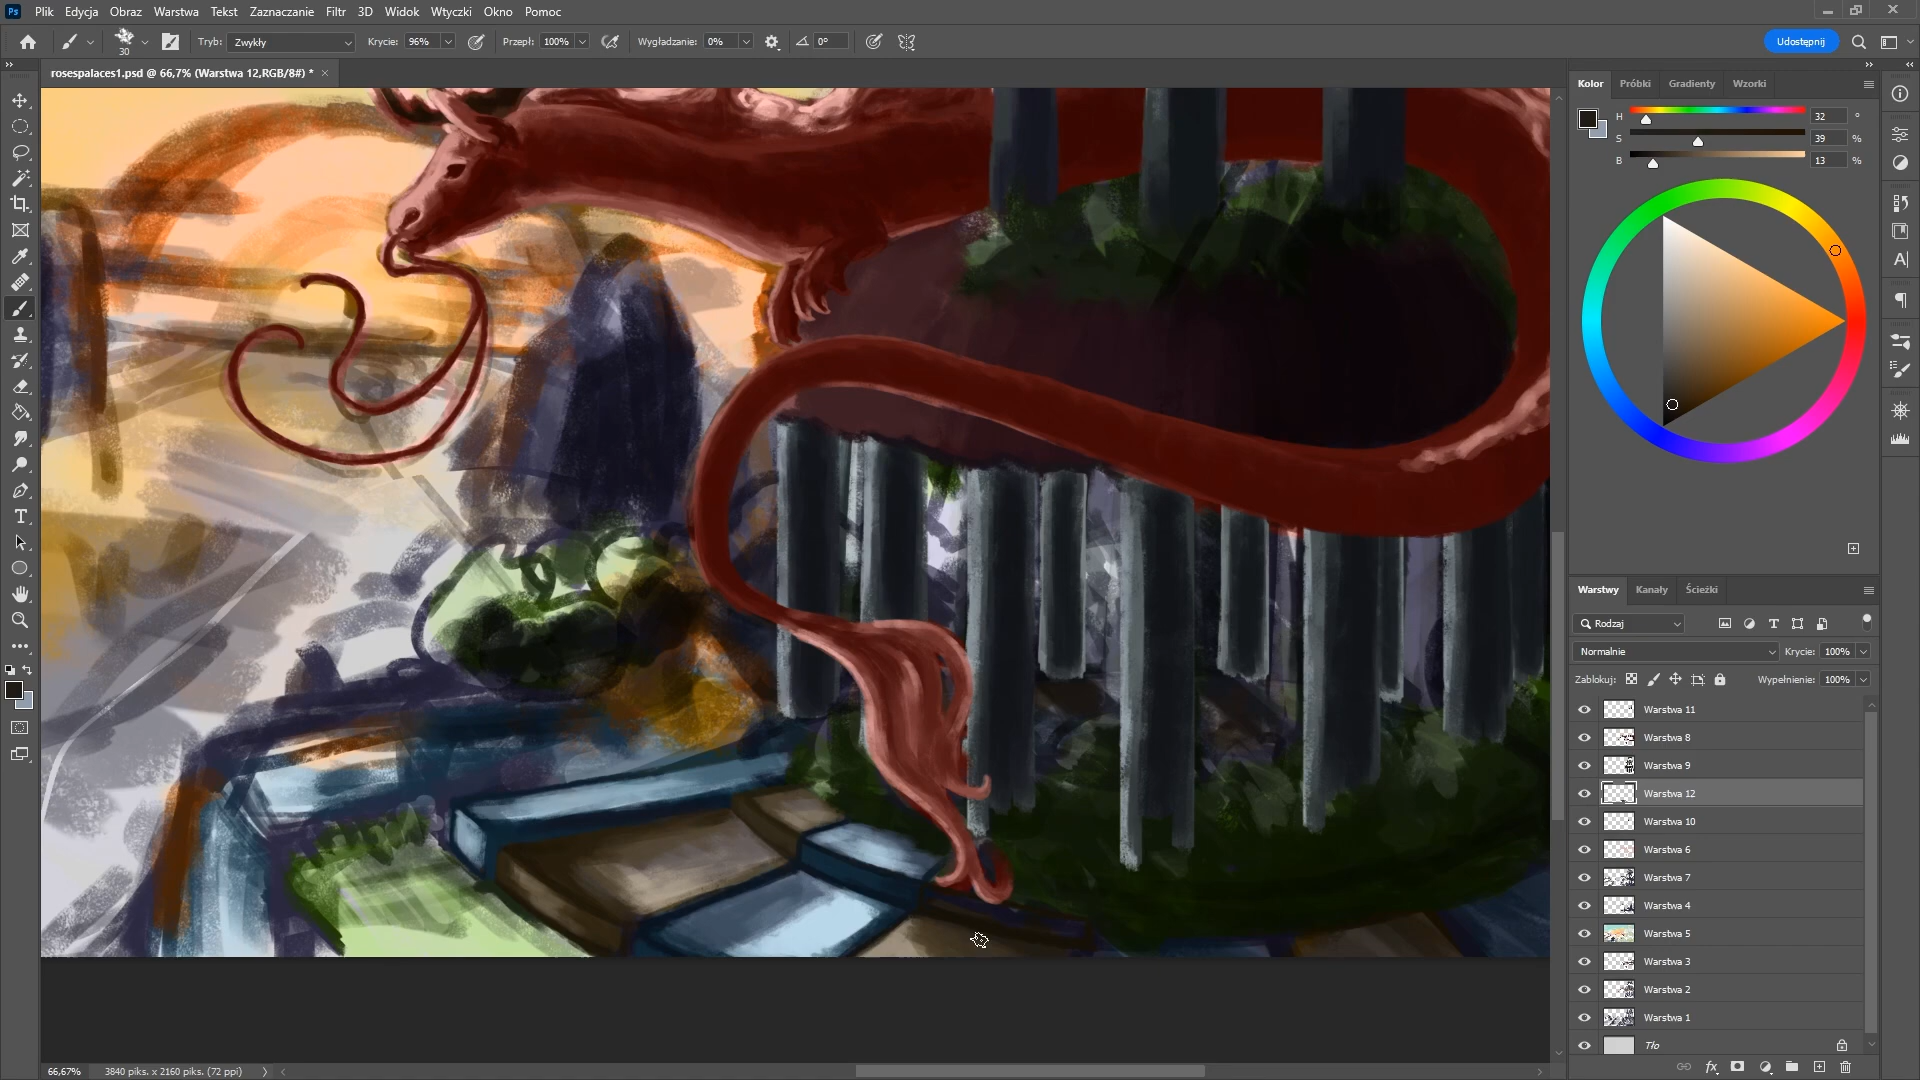 Ps Plik Edycja Obraz Warstwa Tekst Zaznaczanie Filtr 3D Widok Wtyczki Okno Pomoc
30 Tryb: Zwykły Krycie: 96% Przepł: 100% Wygładzanie: 0% 0° Udostępnij
rosespalaces1.psd @ 66,7% (Warstwa 12,RGB/8#) *
Kolor Próbki Gradienty Wzorki
H 32 °
S 39 %
B 13 %
Warstwy Kanały Ścieżki
Rodzaj
Normalnie Krycie: 100%
Zablokuj: Wypełnienie: 100%
Warstwa 11
Warstwa 8
Warstwa 9
Warstwa 12
Warstwa 10
Warstwa 6
Warstwa 7
Warstwa 4
Warstwa 5
Warstwa 3
Warstwa 2
Warstwa 1
Tło
66,67% 3840 piks. x 2160 piks. (72 ppi)